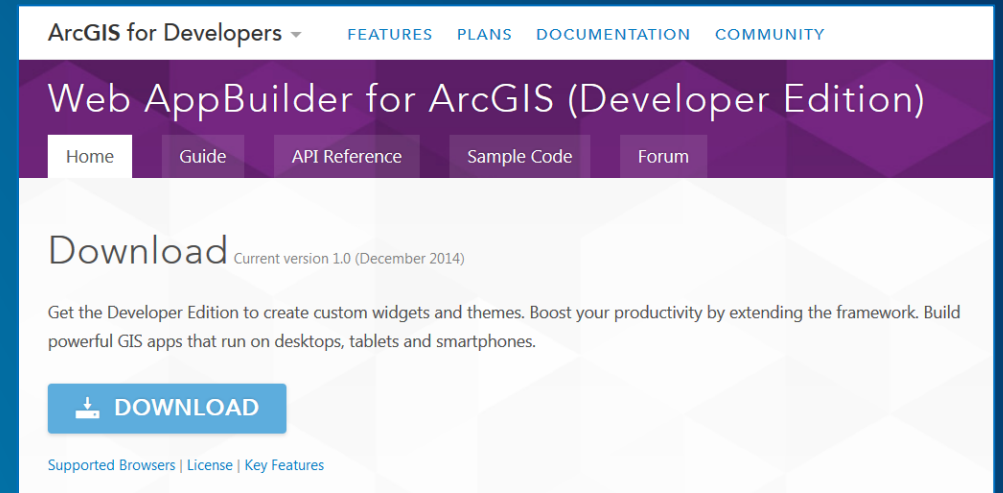 ArcGIS for Developers FEATURES PLANS DOCUMENTATION COMMUNITY
Web AppBuilder for ArcGIS (Developer Edition)
Home Guide API Reference Sample Code Forum
Download Current version 1.0 (December 2014)
Get the Developer Edition to create custom widgets and themes. Boost your productivity by extending the framework. Build
powerful GIS apps that run on desktops, tablets and smartphones.
DOWNLOAD
Supported Browsers | License | Key Features